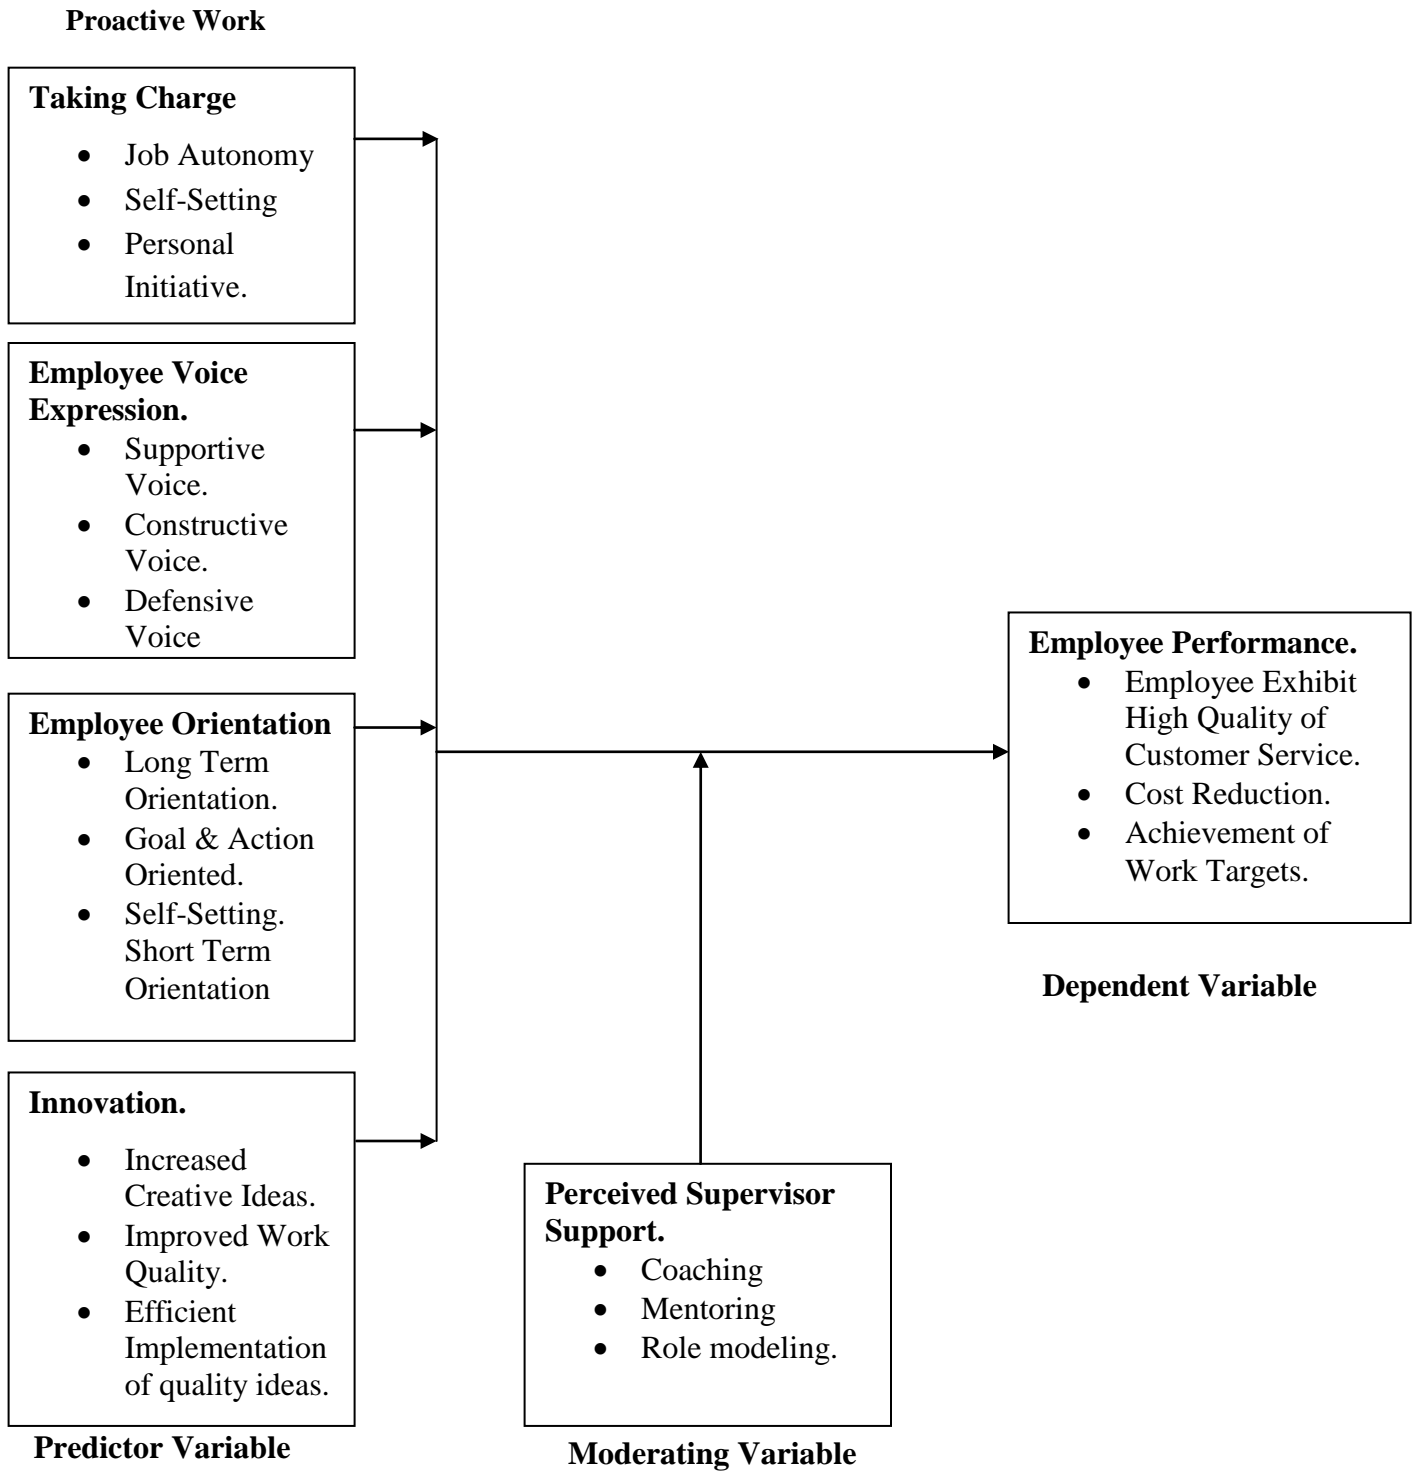 Proactive Work
Taking Charge
• Job Autonomy
• Self-Setting
• Personal
Initiative.
Employee Voice
Expression.
• Supportive
Voice.
• Constructive
Voice.
• Defensive
Voice
Employee Orientation
• Long Term
Orientation.
• Goal & Action
Oriented.
• Self-Setting.
Short Term
Orientation
Innovation.
• Increased
Creative Ideas.
• Improved Work
Quality.
• Efficient
Implementation
of quality ideas.
Predictor Variable
Perceived Supervisor
Support.
• Coaching
• Mentoring
• Role modeling.
Moderating Variable
Employee Performance.
• Employee Exhibit
High Quality of
Customer Service.
• Cost Reduction.
• Achievement of
Work Targets.
Dependent Variable